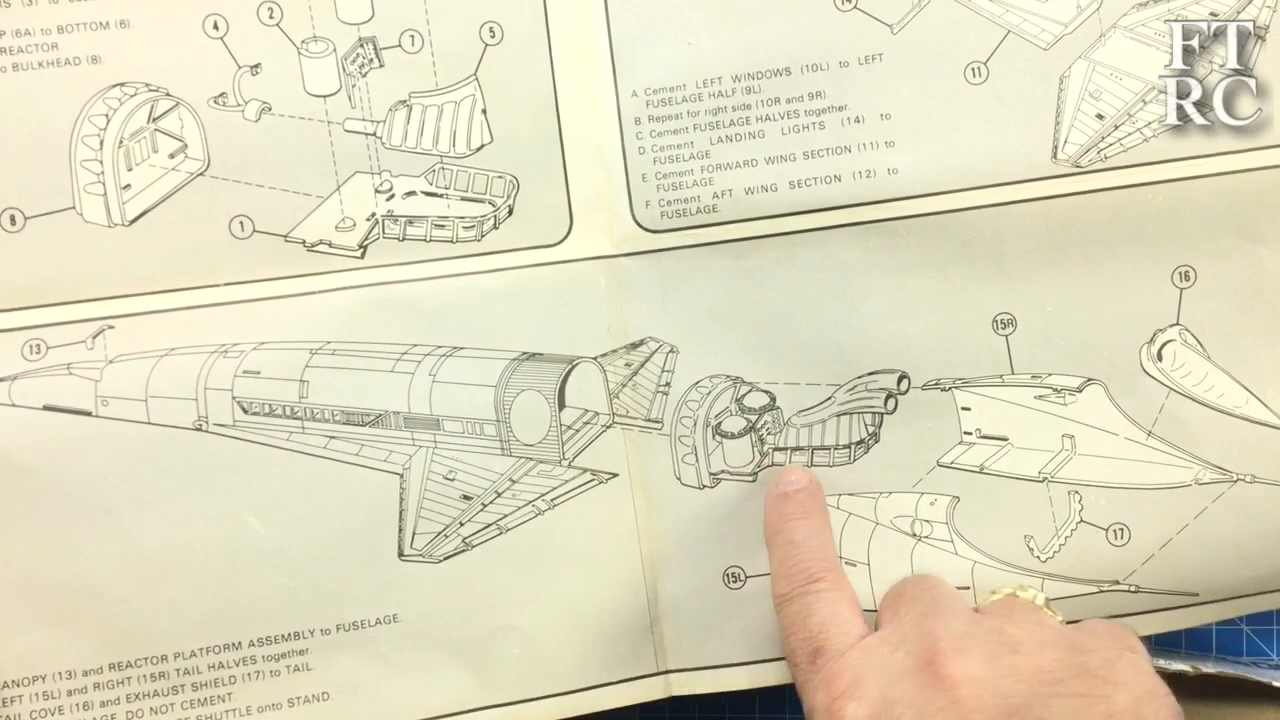 P (6A) to BOTTOM (6).
REACTOR.
o BULKHEAD (8).
4
2
7
5
8
1
14
11
A. Cement LEFT WINDOWS (10L) to LEFT
FUSELAGE HALF (9L).
B. Repeat for right side (10R and 9R).
C. Cement FUSELAGE HALVES together.
D. Cement LANDING LIGHTS (14) to
FUSELAGE
E. Cement FORWARD WING SECTION (11) to
FUSELAGE
F. Cement AFT WING SECTION (12) to
FUSELAGE.
FT
RC
13
15R
16
17
15L
ANOPY (13) and REACTOR PLATFORM ASSEMBLY to FUSELAGE.
EFT (15L) and RIGHT (15R) TAIL HALVES together.
AIL COVE (16) and EXHAUST SHIELD (17) to TAIL.
LAGE. DO NOT CEMENT.
SHUTTLE onto STAND.